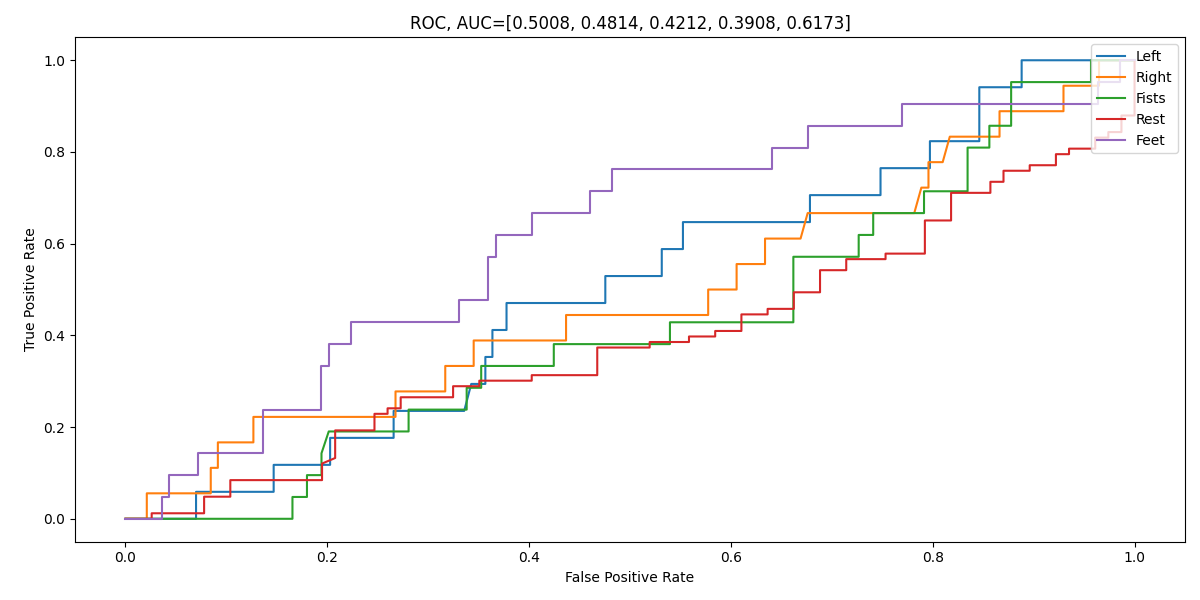 ROC, AUC=[0.5008, 0.4814, 0.4212, 0.3908, 0.6173]
Left
Right
Fists
Rest
Feet
1.0
0.8
0.6
0.4
0.2
0.0
True Positive Rate
0.0 0.2 0.4 0.6 0.8 1.0
False Positive Rate